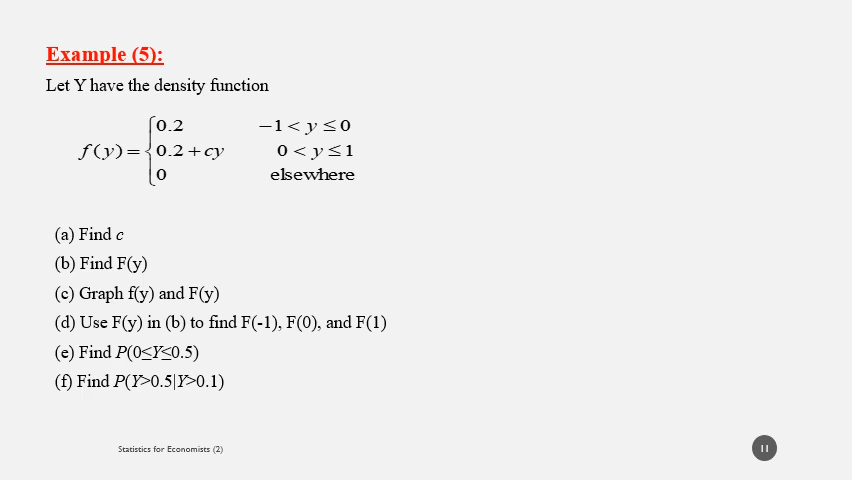 Example (5):
Let Y have the density function
f(y) = { 0.2    −1 < y ≤ 0
0.2 + cy    0 < y ≤ 1
0    elsewhere
(a) Find c
(b) Find F(y)
(c) Graph f(y) and F(y)
(d) Use F(y) in (b) to find F(-1), F(0), and F(1)
(e) Find P(0≤Y≤0.5)
(f) Find P(Y>0.5|Y>0.1)
Statistics for Economists (2)
11